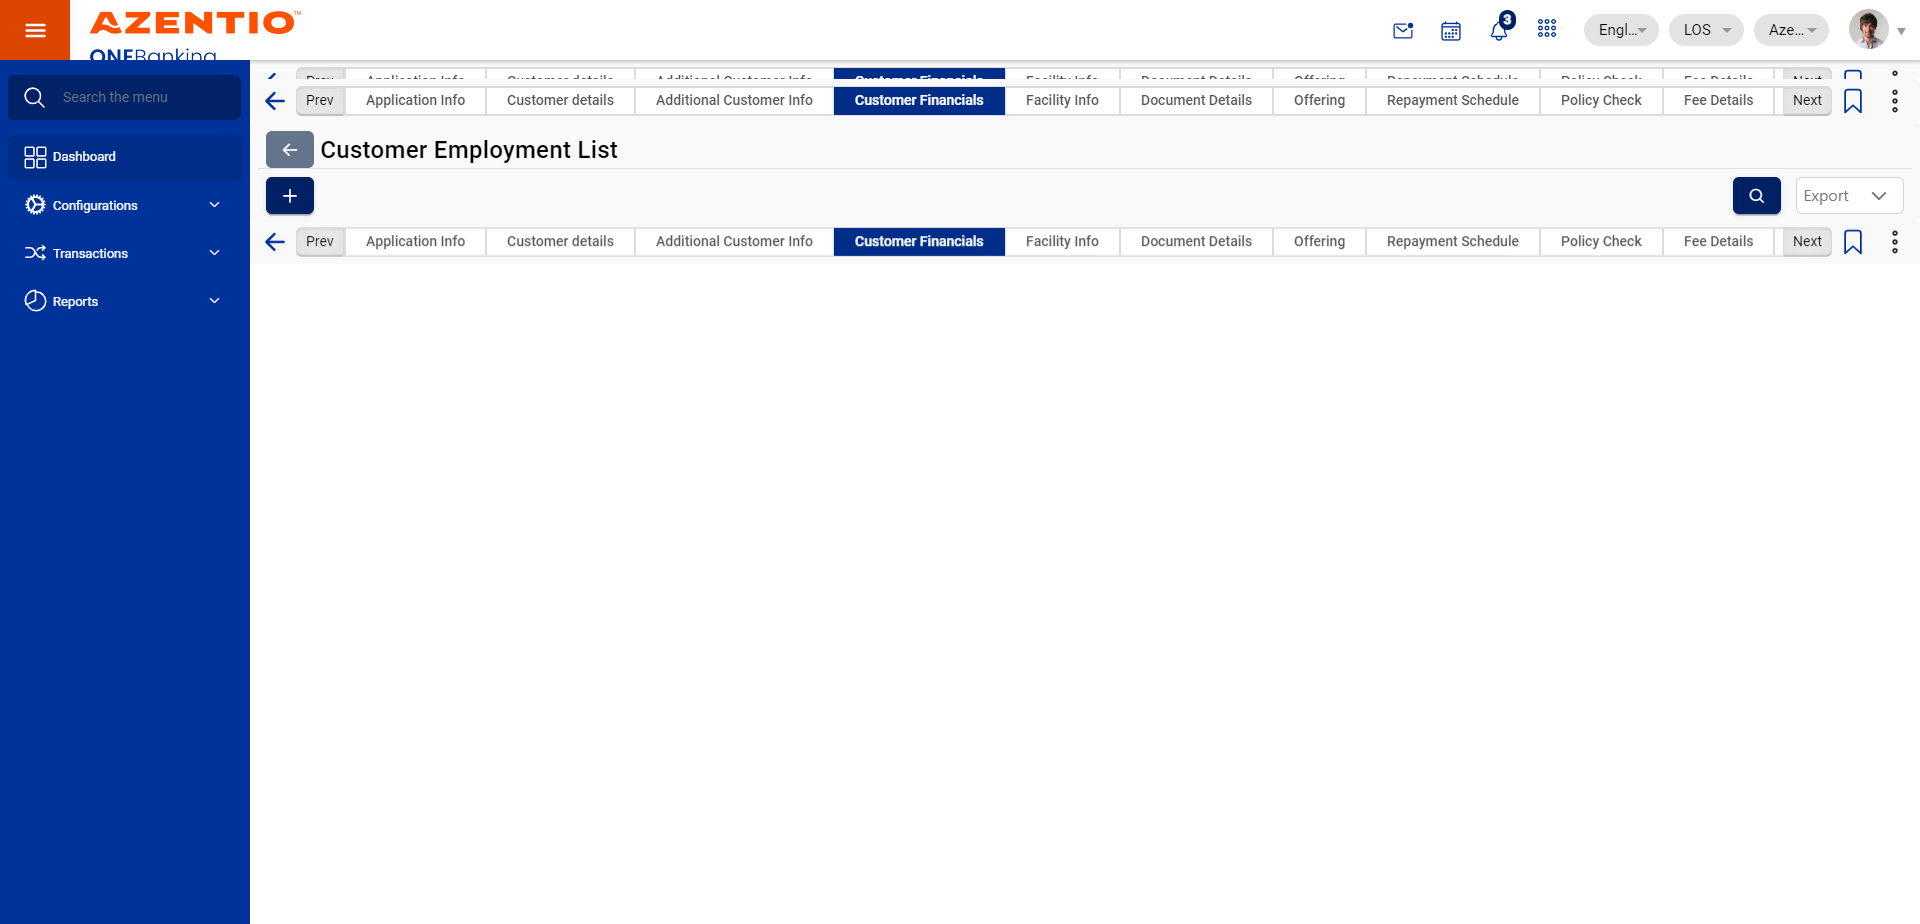 AZENTIO™
ONEBanking
3
Engl...
LOS
Aze...
Search the menu
Dashboard
Configurations
Transactions
Reports
Prev Application Info Customer details Additional Customer Info Customer Financials Facility Info Document Details Offering Repayment Schedule Policy Check Fee Details Next
Prev Application Info Customer details Additional Customer Info Customer Financials Facility Info Document Details Offering Repayment Schedule Policy Check Fee Details Next
Customer Employment List
Export
Prev Application Info Customer details Additional Customer Info Customer Financials Facility Info Document Details Offering Repayment Schedule Policy Check Fee Details Next